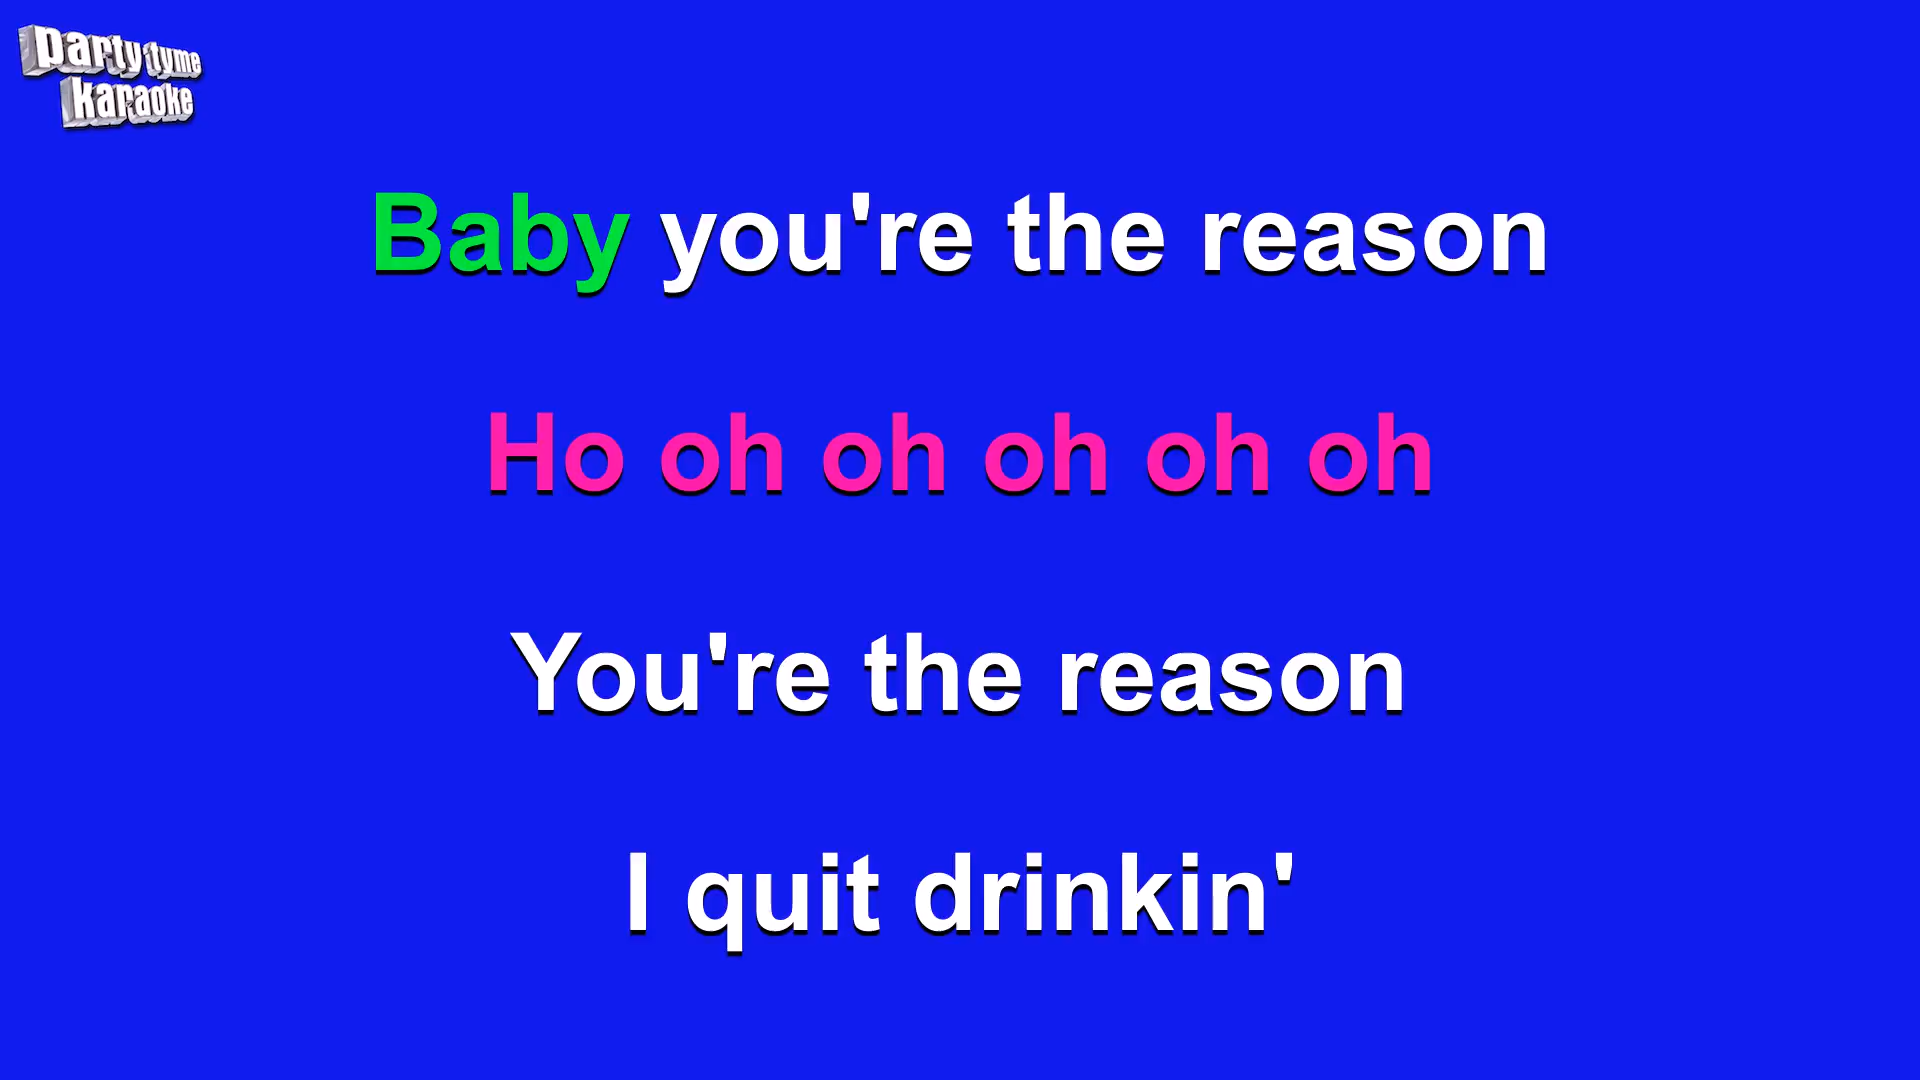 party tyme
karaoke
Baby you're the reason
Ho oh oh oh oh oh
You're the reason
I quit drinkin'